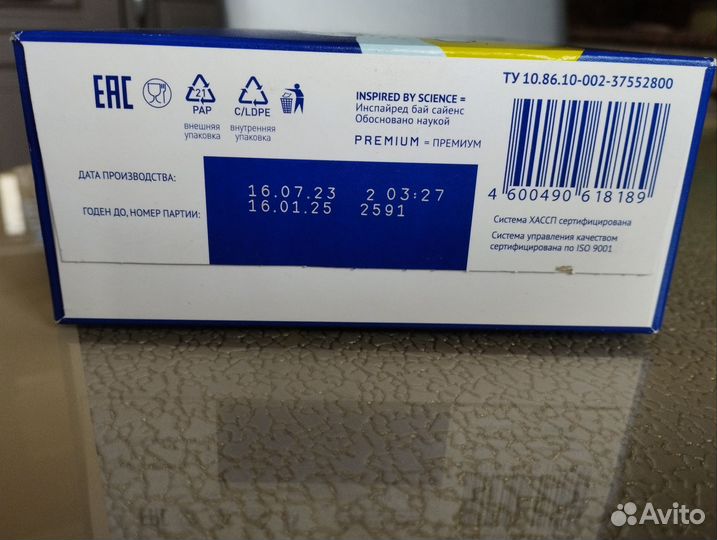 ТУ 10.86.10-002-37552800
EAC
21
PAP
внешняя
упаковка
C/LDPE
внутренняя
упаковка
INSPIRED BY SCIENCE =
Инспайред бай сайенс
Обосновано наукой
PREMIUM = ПРЕМИУМ
4 600490 618189
ДАТА ПРОИЗВОДСТВА:
16.07.23 2 03:27
ГОДЕН ДО, НОМЕР ПАРТИИ:
16.01.25 2591
Система ХАССП сертифицирована
Система управления качеством
сертифицирована по ISO 9001
Avito